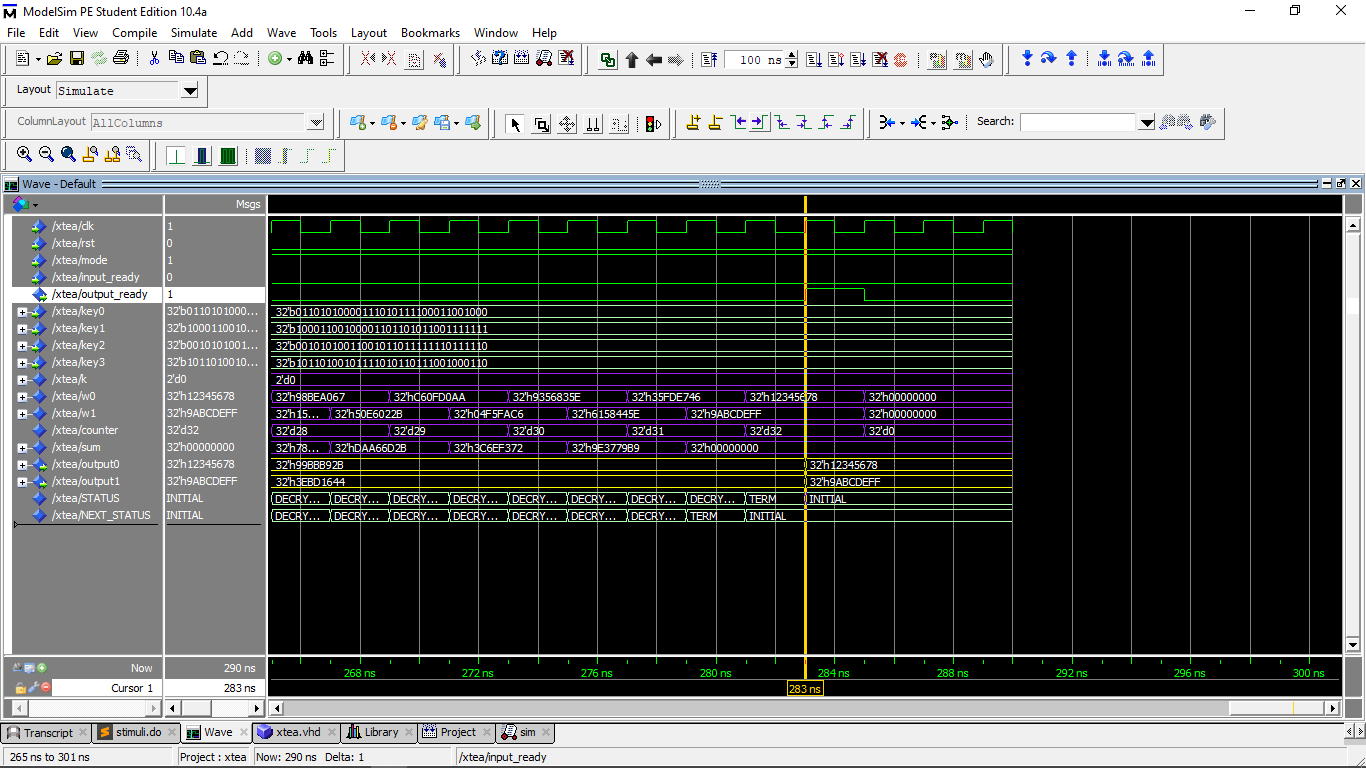 ModelSim PE Student Edition 10.4a
File Edit View Compile Simulate Add Wave Tools Layout Bookmarks Window Help
100 ns
Layout Simulate
ColumnLayout AllColumns
Search:
Wave - Default
Msgs
/xtea/clk 1
/xtea/rst 0
/xtea/mode 1
/xtea/input_ready 0
/xtea/output_ready 1
/xtea/key0 32'b0110101000... 32'b01101010000111101011110001100100
/xtea/key1 32'b1000110010...
/xtea/key2 32'b0010101001...
/xtea/key3 32'b1011010010...
/xtea/k 2'd0 2'd0
/xtea/w0 32'h12345678 32'h98BEA067 32'hC60FD0AA 32'h9356835E 32'h35FDE746 32'h12345678 32'h00000000
/xtea/w1 32'h9ABCDEFF 32'h15... 32'h50E6022B 32'h04F5FAC6 32'h6158445E 32'h9ABCDEFF 32'h00000000
/xtea/counter 32'd32 32'd28 32'd29 32'd30 32'd31 32'd32 32'd0
/xtea/sum 32'h00000000 32'h78... 32'hDAA66D2B 32'h3C6EF372 32'h9E3779B9 32'h00000000
/xtea/output0 32'h12345678 32'h99BBB92B 32'h12345678
/xtea/output1 32'h9ABCDEFF 32'h3EBD1644 32'h9ABCDEFF
/xtea/STATUS INITIAL DECRY... DECRY... DECRY... DECRY... DECRY... DECRY... DECRY... DECRY... TERM INITIAL
/xtea/NEXT_STATUS INITIAL DECRY... DECRY... DECRY... DECRY... DECRY... DECRY... DECRY... TERM INITIAL
Now 290 ns 268 ns 272 ns 276 ns 280 ns 284 ns 288 ns 292 ns 296 ns 300 ns
Cursor 1 283 ns 283 ns
Transcript stimuli.do Wave xtea.vhd Library Project sim
265 ns to 301 ns Project : xtea Now: 290 ns Delta: 1 /xtea/input_ready